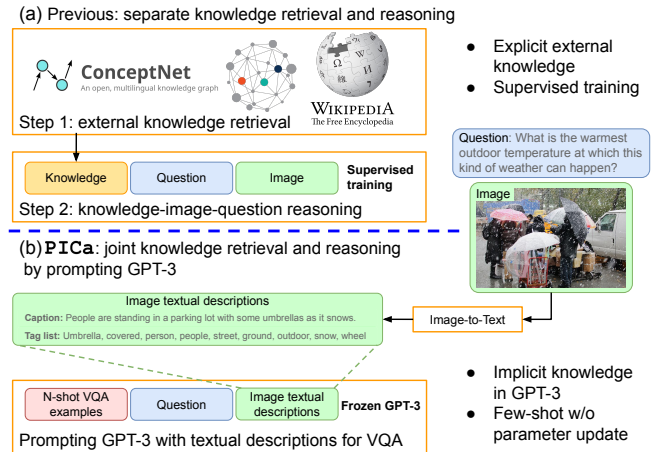 (a) Previous: separate knowledge retrieval and reasoning
ConceptNet
An open, multilingual knowledge graph
WIKIPEDIA
The Free Encyclopedia
Step 1: external knowledge retrieval
Knowledge
Question
Image
Supervised
training
Step 2: knowledge-image-question reasoning
● Explicit external
knowledge
● Supervised training
Question: What is the warmest
outdoor temperature at which this
kind of weather can happen?
Image
(b) PICa: joint knowledge retrieval and reasoning
by prompting GPT-3
Image textual descriptions
Caption: People are standing in a parking lot with some umbrellas as it snows.
Tag list: Umbrella, covered, person, people, street, ground, outdoor, snow, wheel
Image-to-Text
N-shot VQA
examples
Question
Image textual
descriptions
Frozen GPT-3
Prompting GPT-3 with textual descriptions for VQA
● Implicit knowledge
in GPT-3
● Few-shot w/o
parameter update